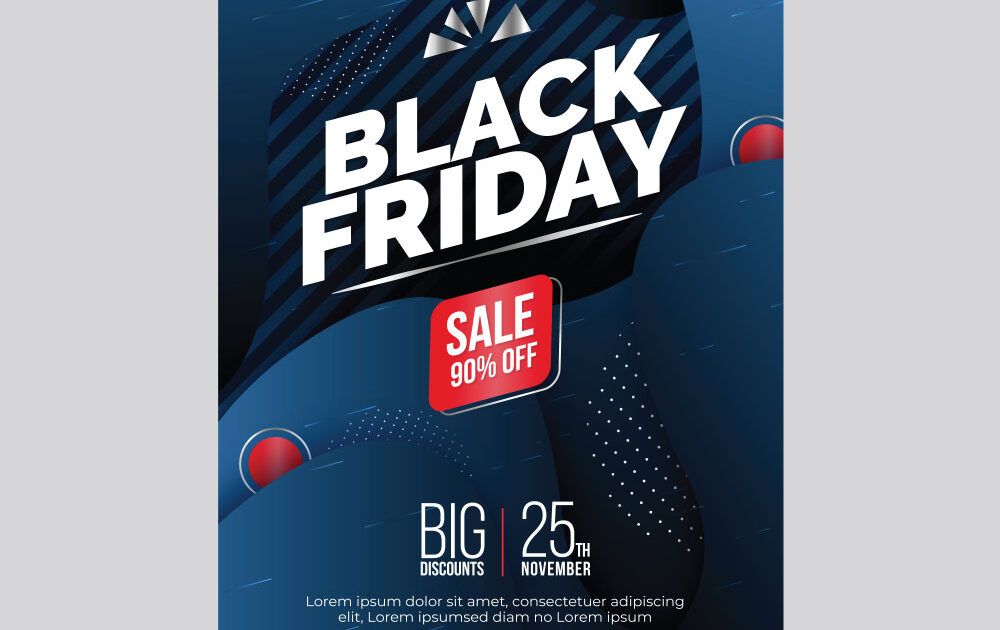 BLACK
FRIDAY
SALE
90% OFF
BIG
DISCOUNTS
25TH
NOVEMBER
Lorem ipsum dolor sit amet, consectetuer adipiscing
elit, Lorem ipsumsed diam no Lorem ipsum